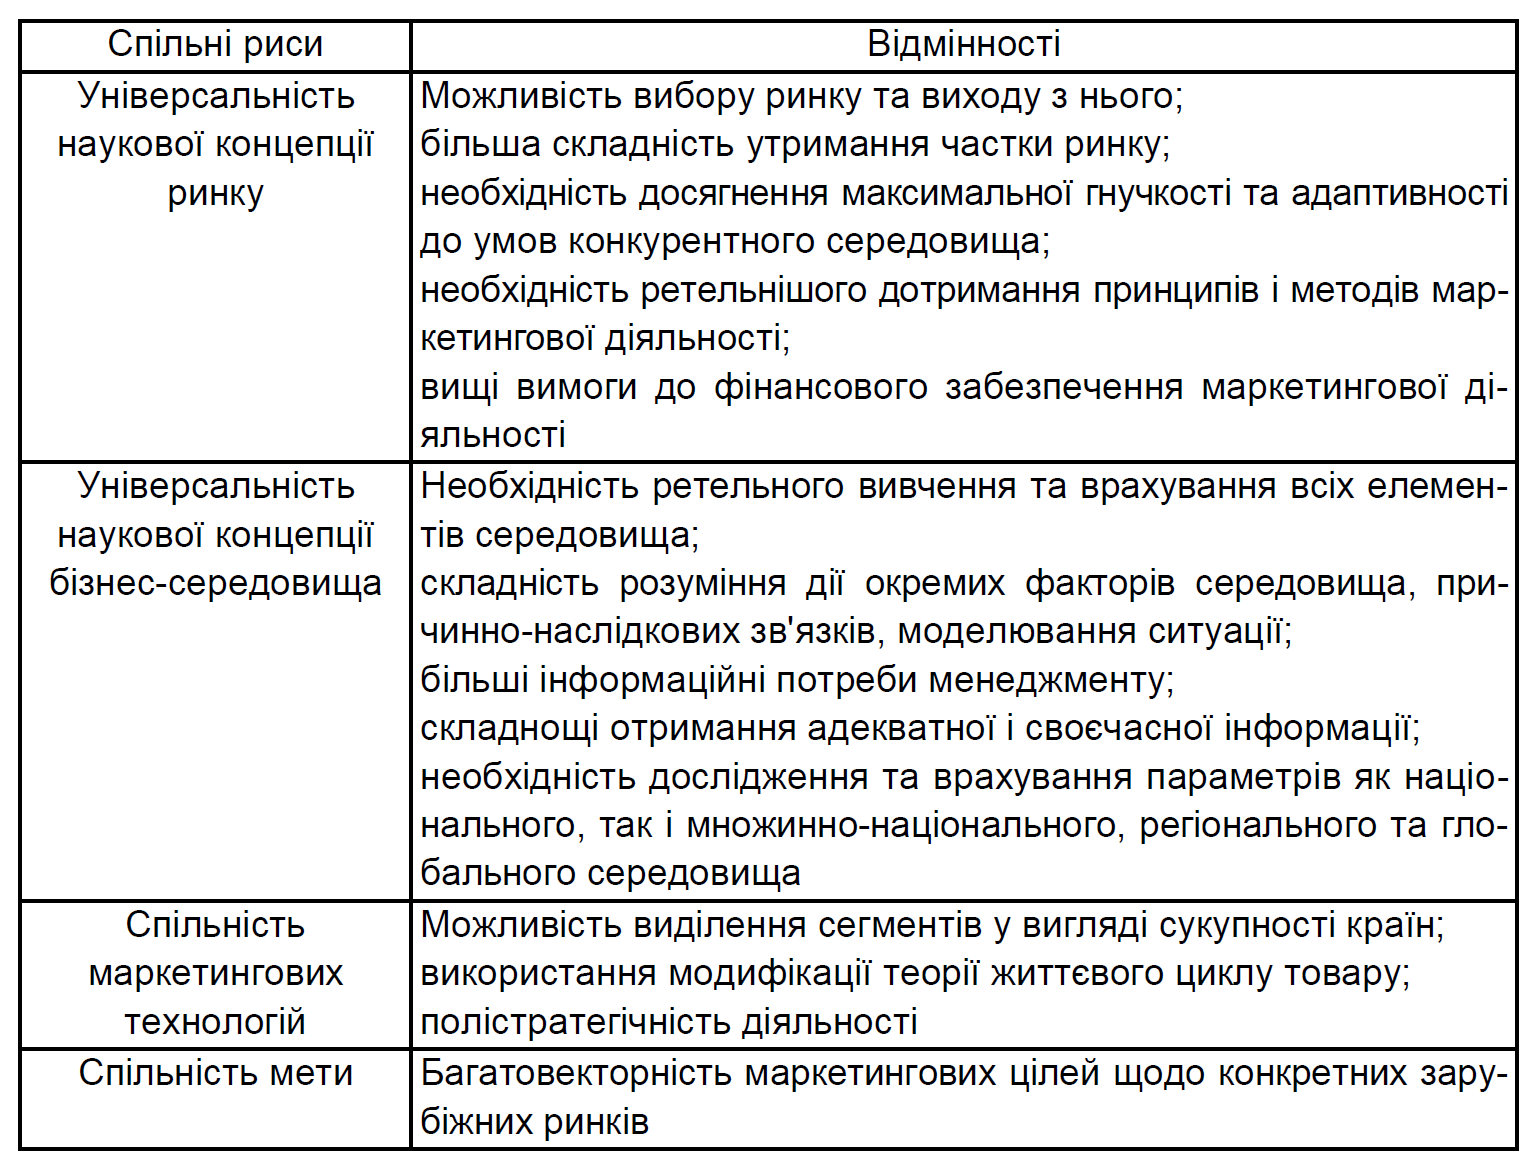 Спільні риси
Відмінності
Універсальність
наукової концепції
ринку
Можливість вибору ринку та виходу з нього;
більша складність утримання частки ринку;
необхідність досягнення максимальної гнучкості та адаптивності
до умов конкурентного середовища;
необхідність ретельнішого дотримання принципів і методів мар-
кетингової діяльності;
вищі вимоги до фінансового забезпечення маркетингової ді-
яльності
Універсальність
наукової концепції
бізнес-середовища
Необхідність ретельного вивчення та врахування всіх елемен-
тів середовища;
складність розуміння дії окремих факторів середовища, при-
чинно-наслідкових зв'язків, моделювання ситуації;
більші інформаційні потреби менеджменту;
складнощі отримання адекватної і своєчасної інформації;
необхідність дослідження та врахування параметрів як націо-
нального, так і множинно-національного, регіонального та гло-
бального середовища
Спільність
маркетингових
технологій
Можливість виділення сегментів у вигляді сукупності країн;
використання модифікації теорії життєвого циклу товару;
полістратегічність діяльності
Спільність мети
Багатовекторність маркетингових цілей щодо конкретних зару-
біжних ринків